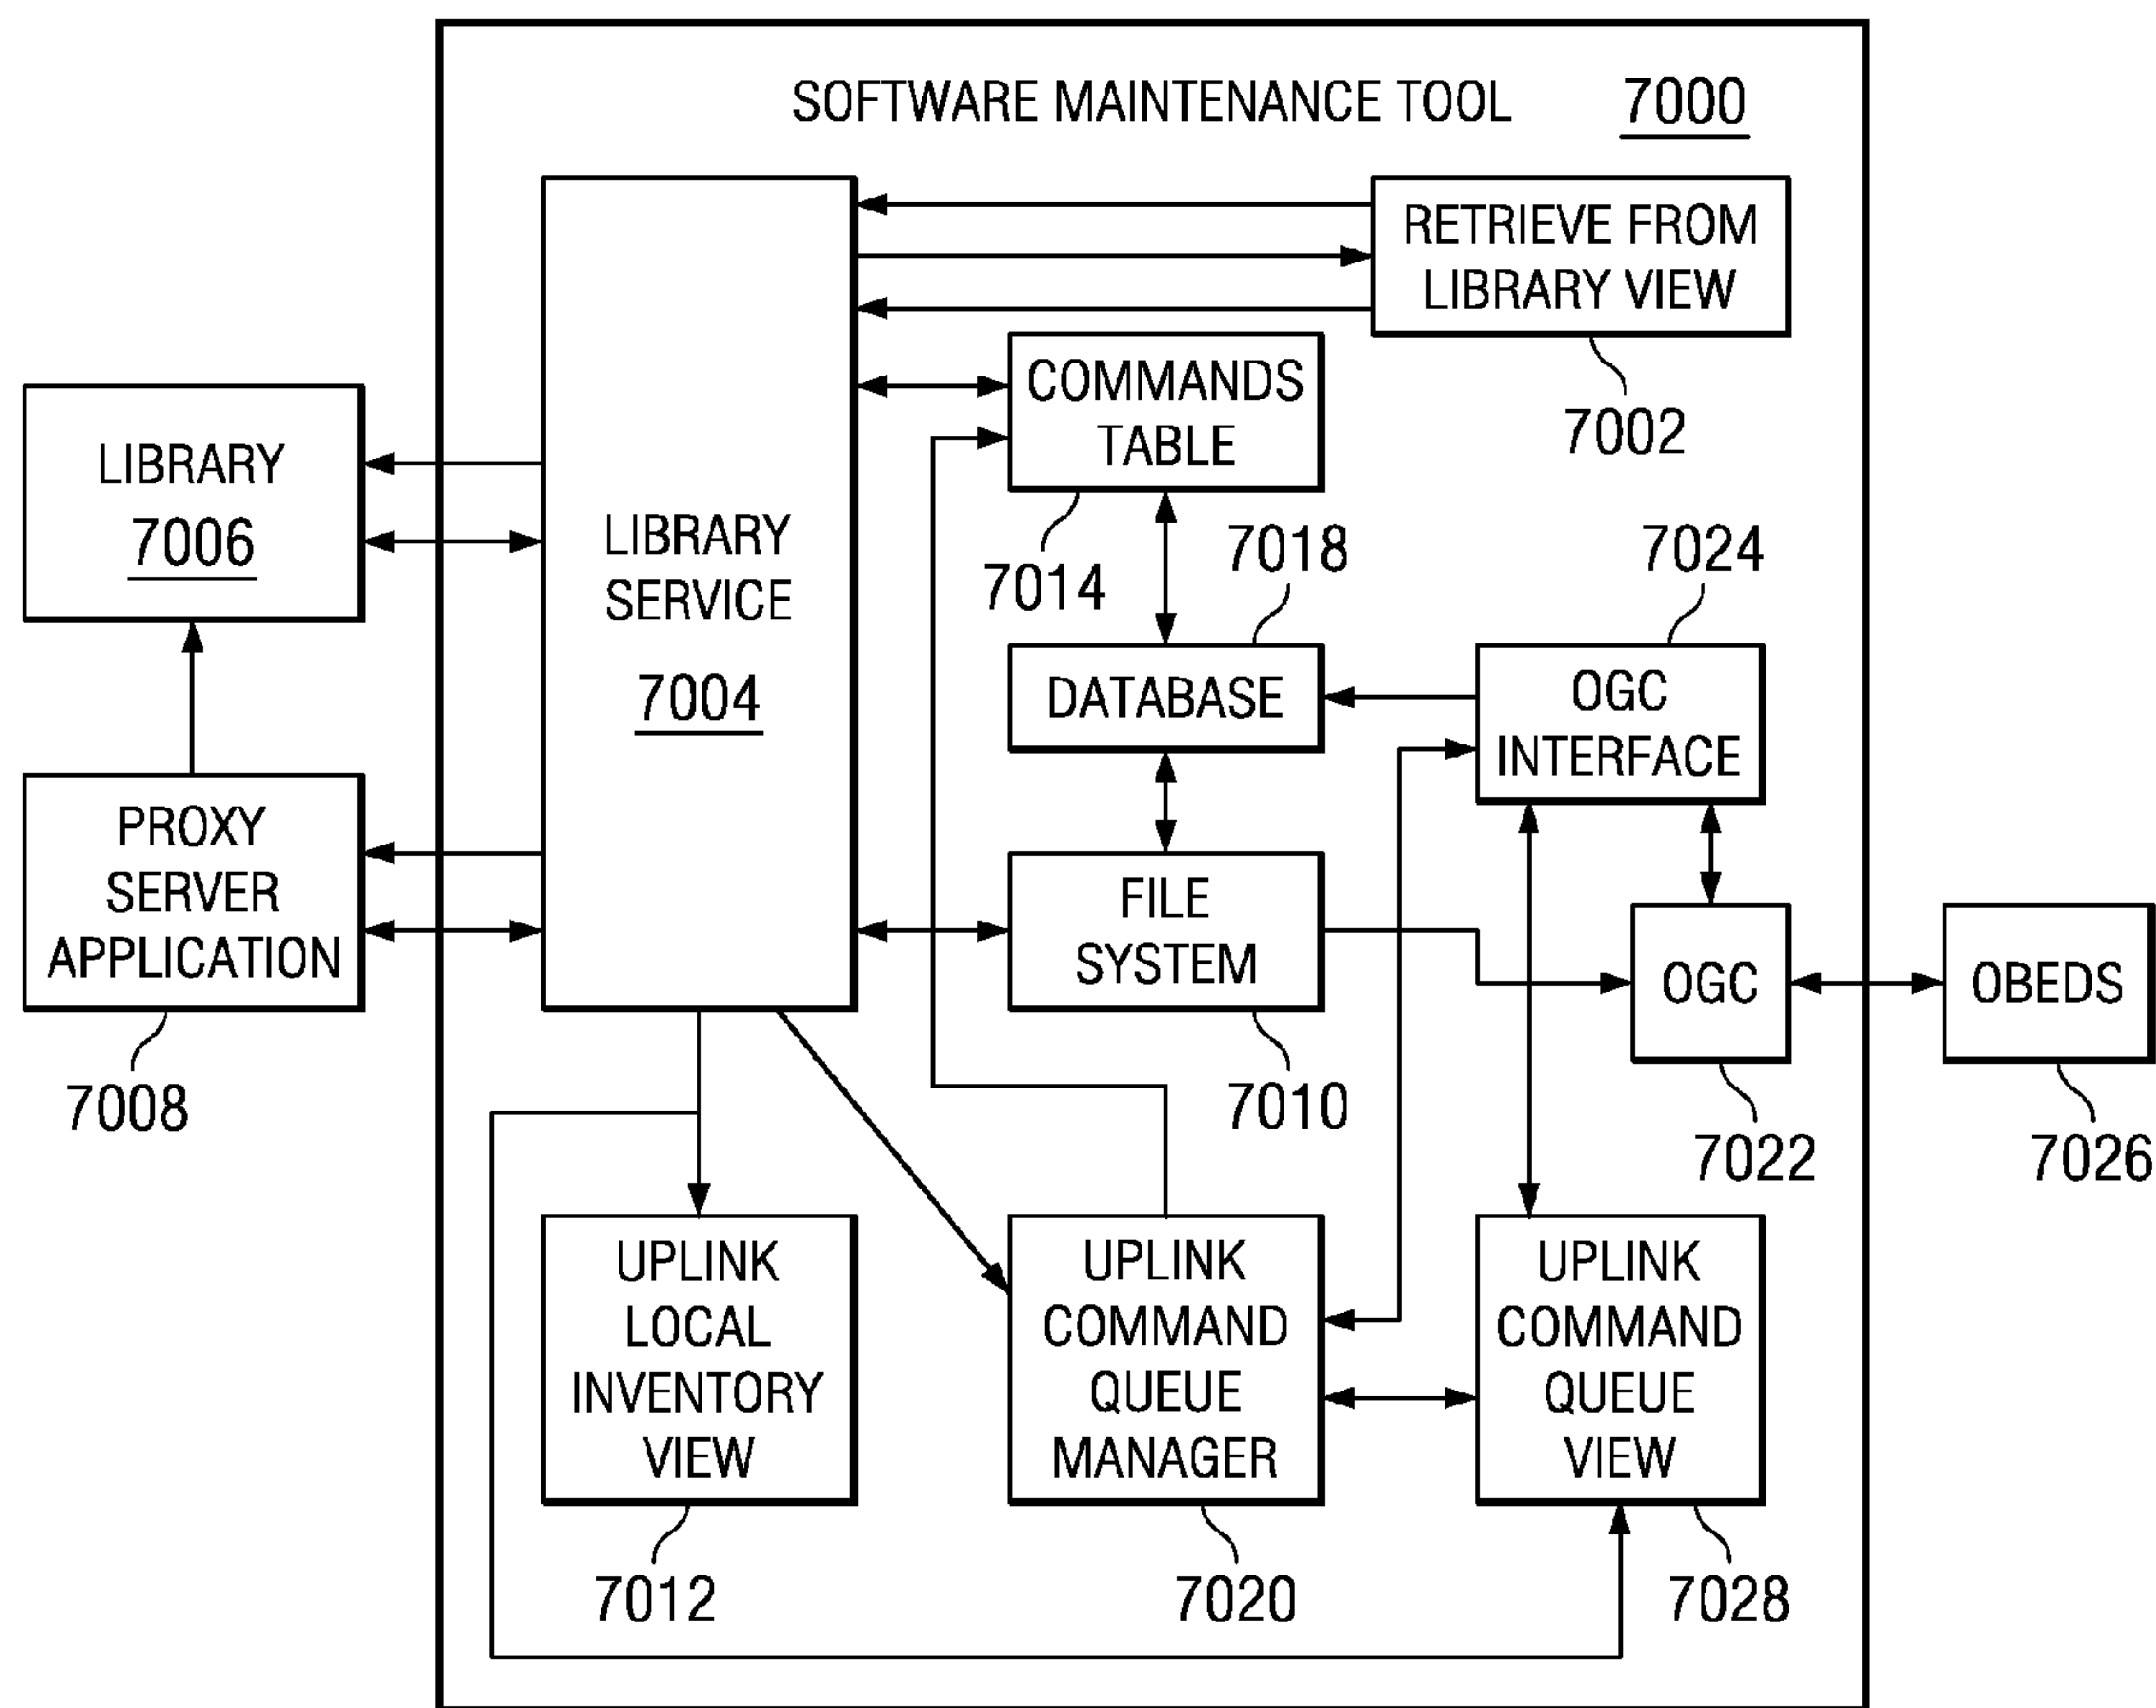 SOFTWARE MAINTENANCE TOOL 7000
RETRIEVE FROM
LIBRARY VIEW
7002
COMMANDS
TABLE
7014
LIBRARY
7006
LIBRARY
SERVICE
7004
7018
DATABASE
7024
OGC
INTERFACE
PROXY
SERVER
APPLICATION
7008
FILE
SYSTEM
7010
OGC
7022
OBEDS
7026
UPLINK
LOCAL
INVENTORY
VIEW
7012
UPLINK
COMMAND
QUEUE
MANAGER
7020
UPLINK
COMMAND
QUEUE
VIEW
7028